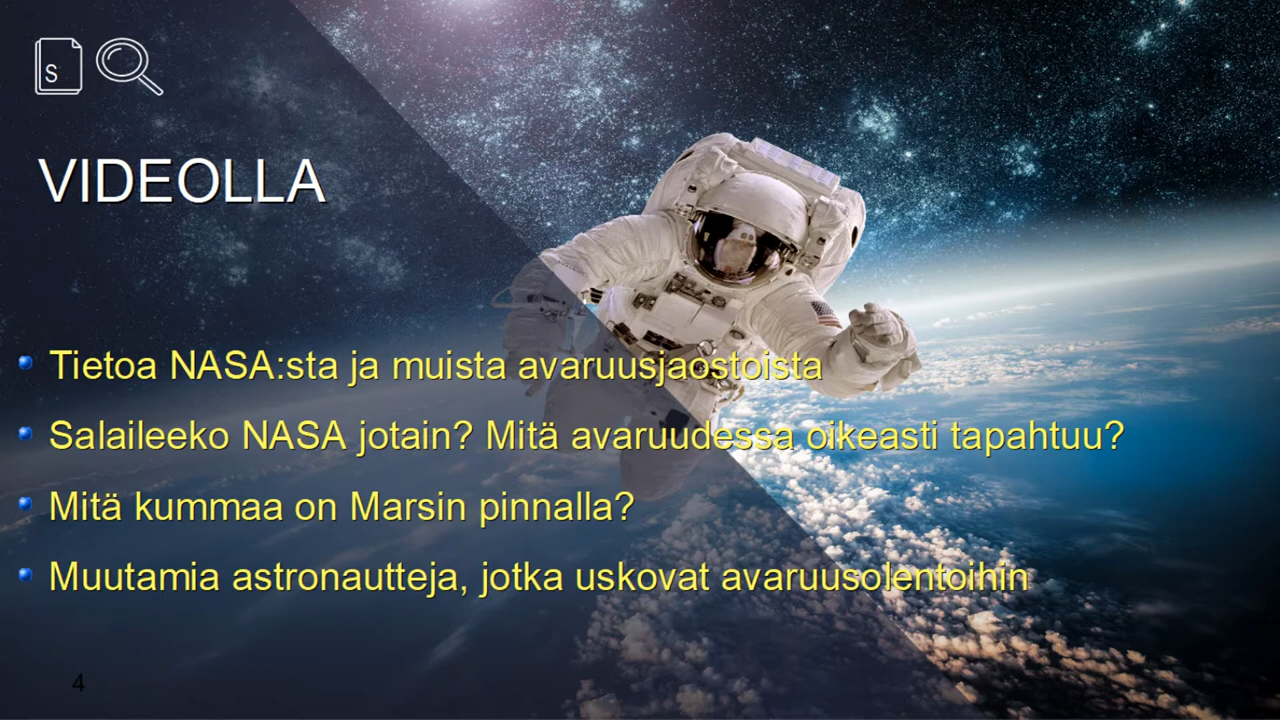 S
VIDEOLLA
Tietoa NASA:sta ja muista avaruusjaostoista
Salaileeko NASA jotain? Mitä avaruudessa oikeasti tapahtuu?
Mitä kummaa on Marsin pinnalla?
Muutamia astronautteja, jotka uskovat avaruusolentoihin
4